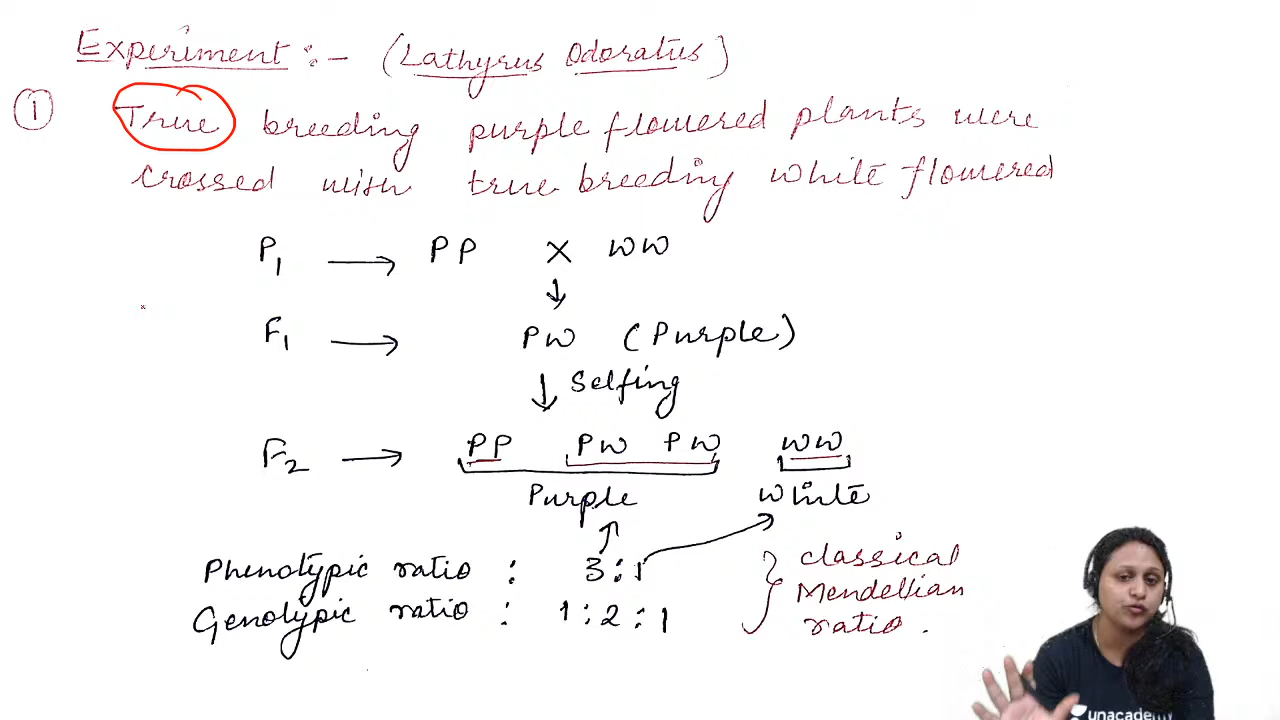 Experiment :- (Lathyrus Odoratus)
① True breeding purple flowered plants were
crossed with true breeding white flowered
P1 → PP X WW
↓
F1 → PW (Purple)
↓ Selfing
F2 → PP PW PW WW
Purple White
Phenotypic ratio : 3:1
Genotypic ratio : 1:2:1
} classical
Mendellian
ratio.
unacademy